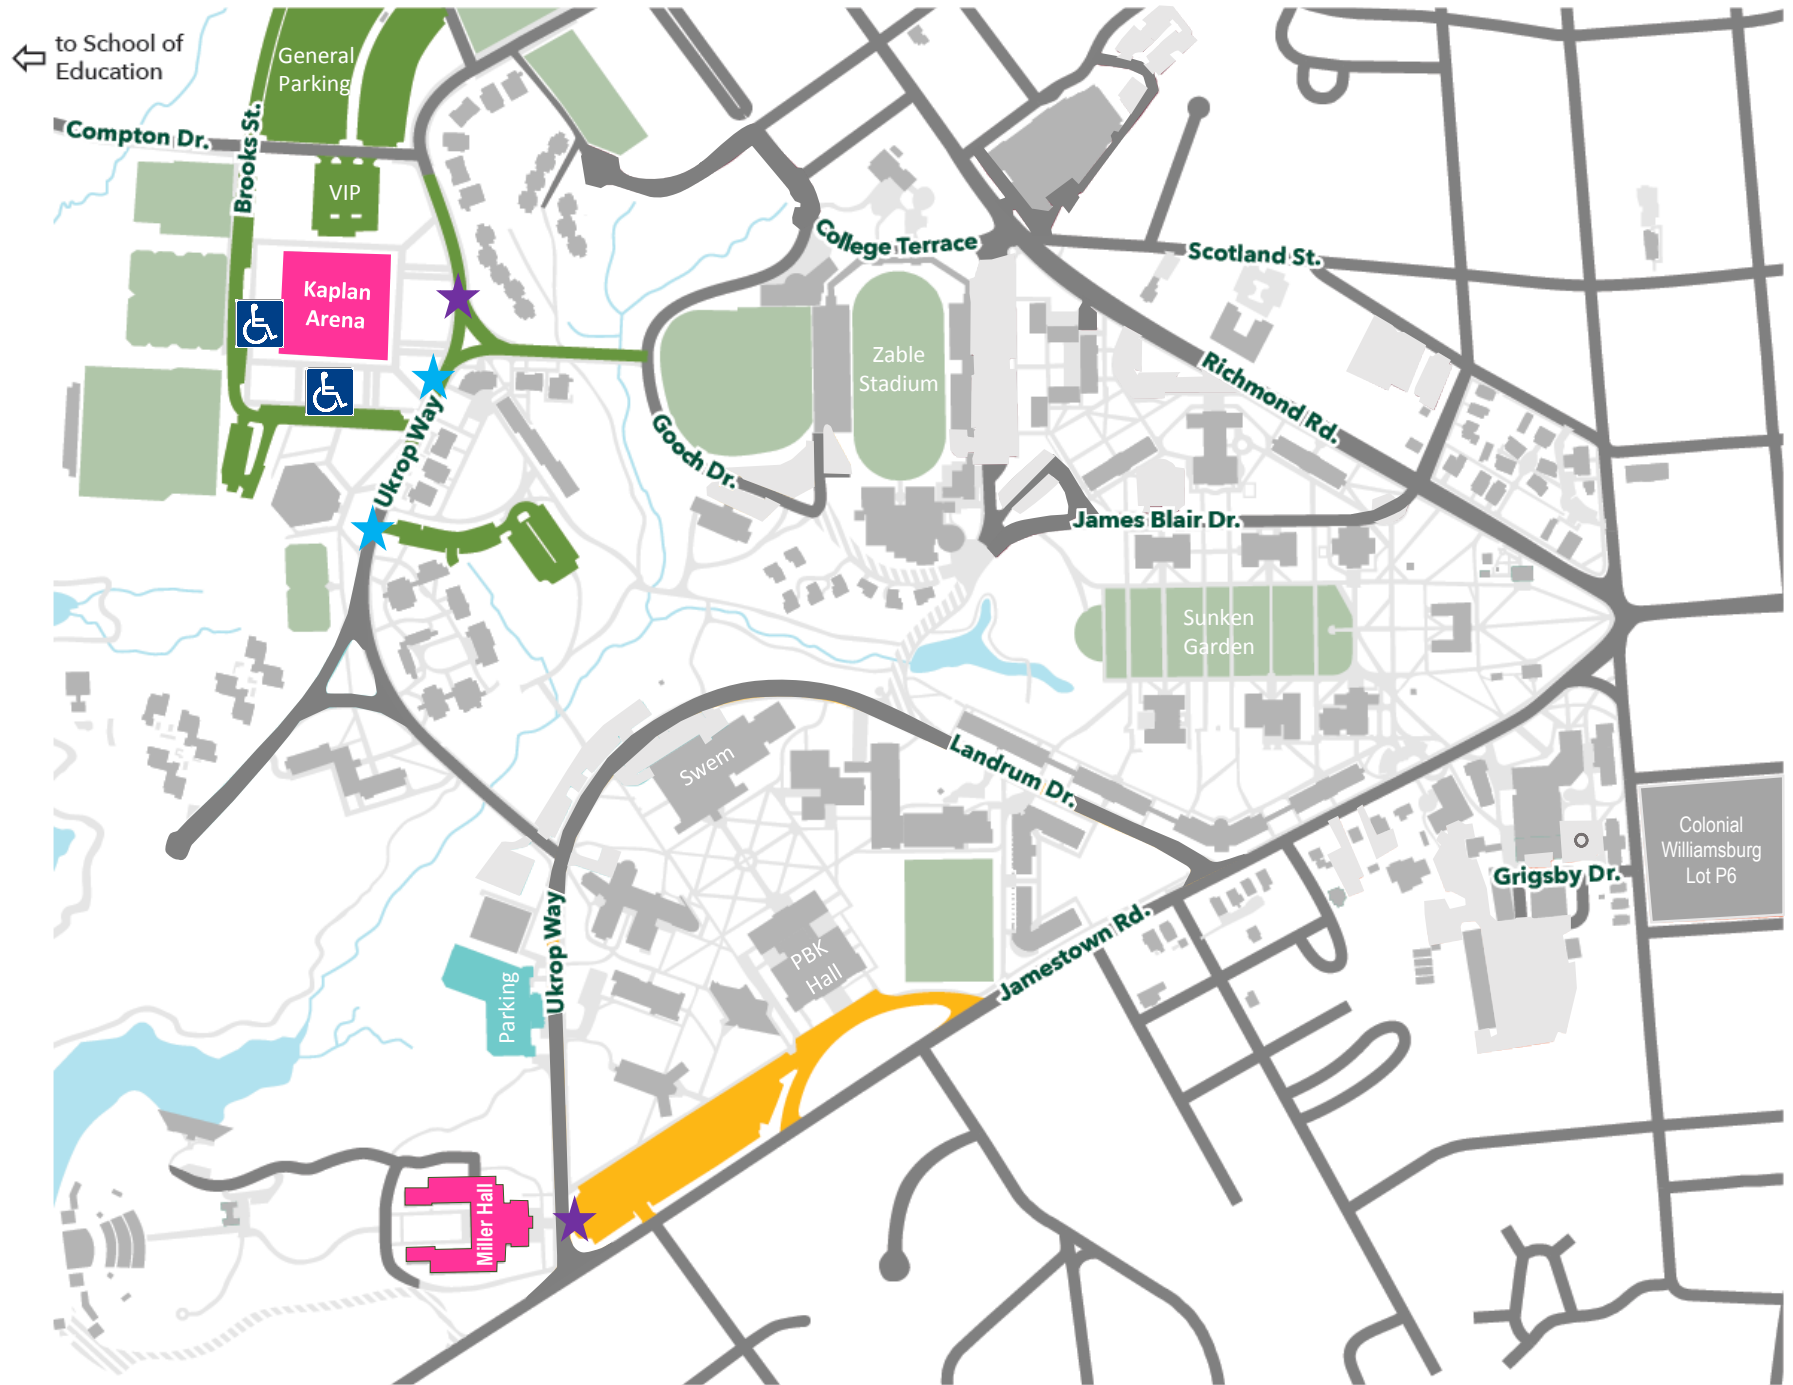 to School of
Education
General
Parking
Compton Dr.
Brooks St.
VIP
Kaplan
Arena
College Terrace
Scotland St.
Zable
Stadium
Richmond Rd.
Ukrop Way
Gooch Dr.
James Blair Dr.
Sunken
Garden
Swem
Landrum Dr.
Colonial
Williamsburg
Lot P6
Grigsby Dr.
Ukrop Way
PBK
Hall
Jamestown Rd.
Parking
Miller Hall